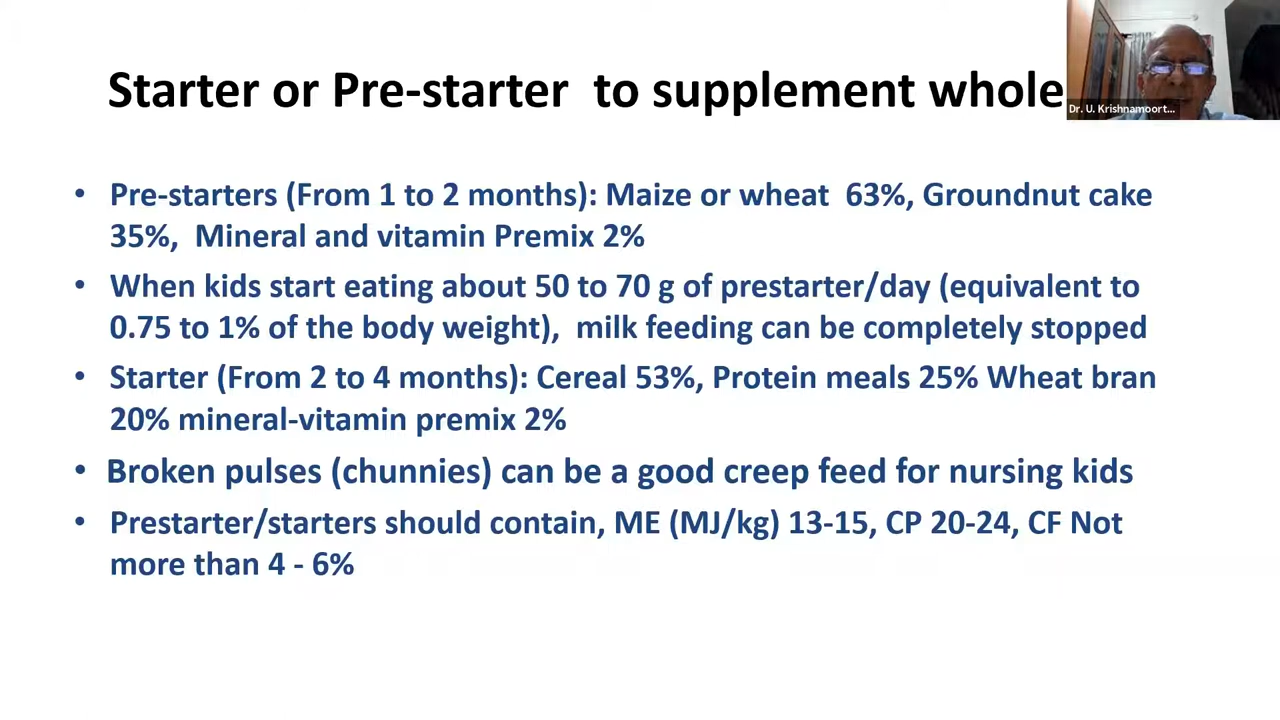 Starter or Pre-starter to supplement whole
Dr. U. Krishnamoort...
• Pre-starters (From 1 to 2 months): Maize or wheat 63%, Groundnut cake
35%, Mineral and vitamin Premix 2%
• When kids start eating about 50 to 70 g of prestarter/day (equivalent to
0.75 to 1% of the body weight), milk feeding can be completely stopped
• Starter (From 2 to 4 months): Cereal 53%, Protein meals 25% Wheat bran
20% mineral-vitamin premix 2%
• Broken pulses (chunnies) can be a good creep feed for nursing kids
• Prestarter/starters should contain, ME (MJ/kg) 13-15, CP 20-24, CF Not
more than 4 - 6%